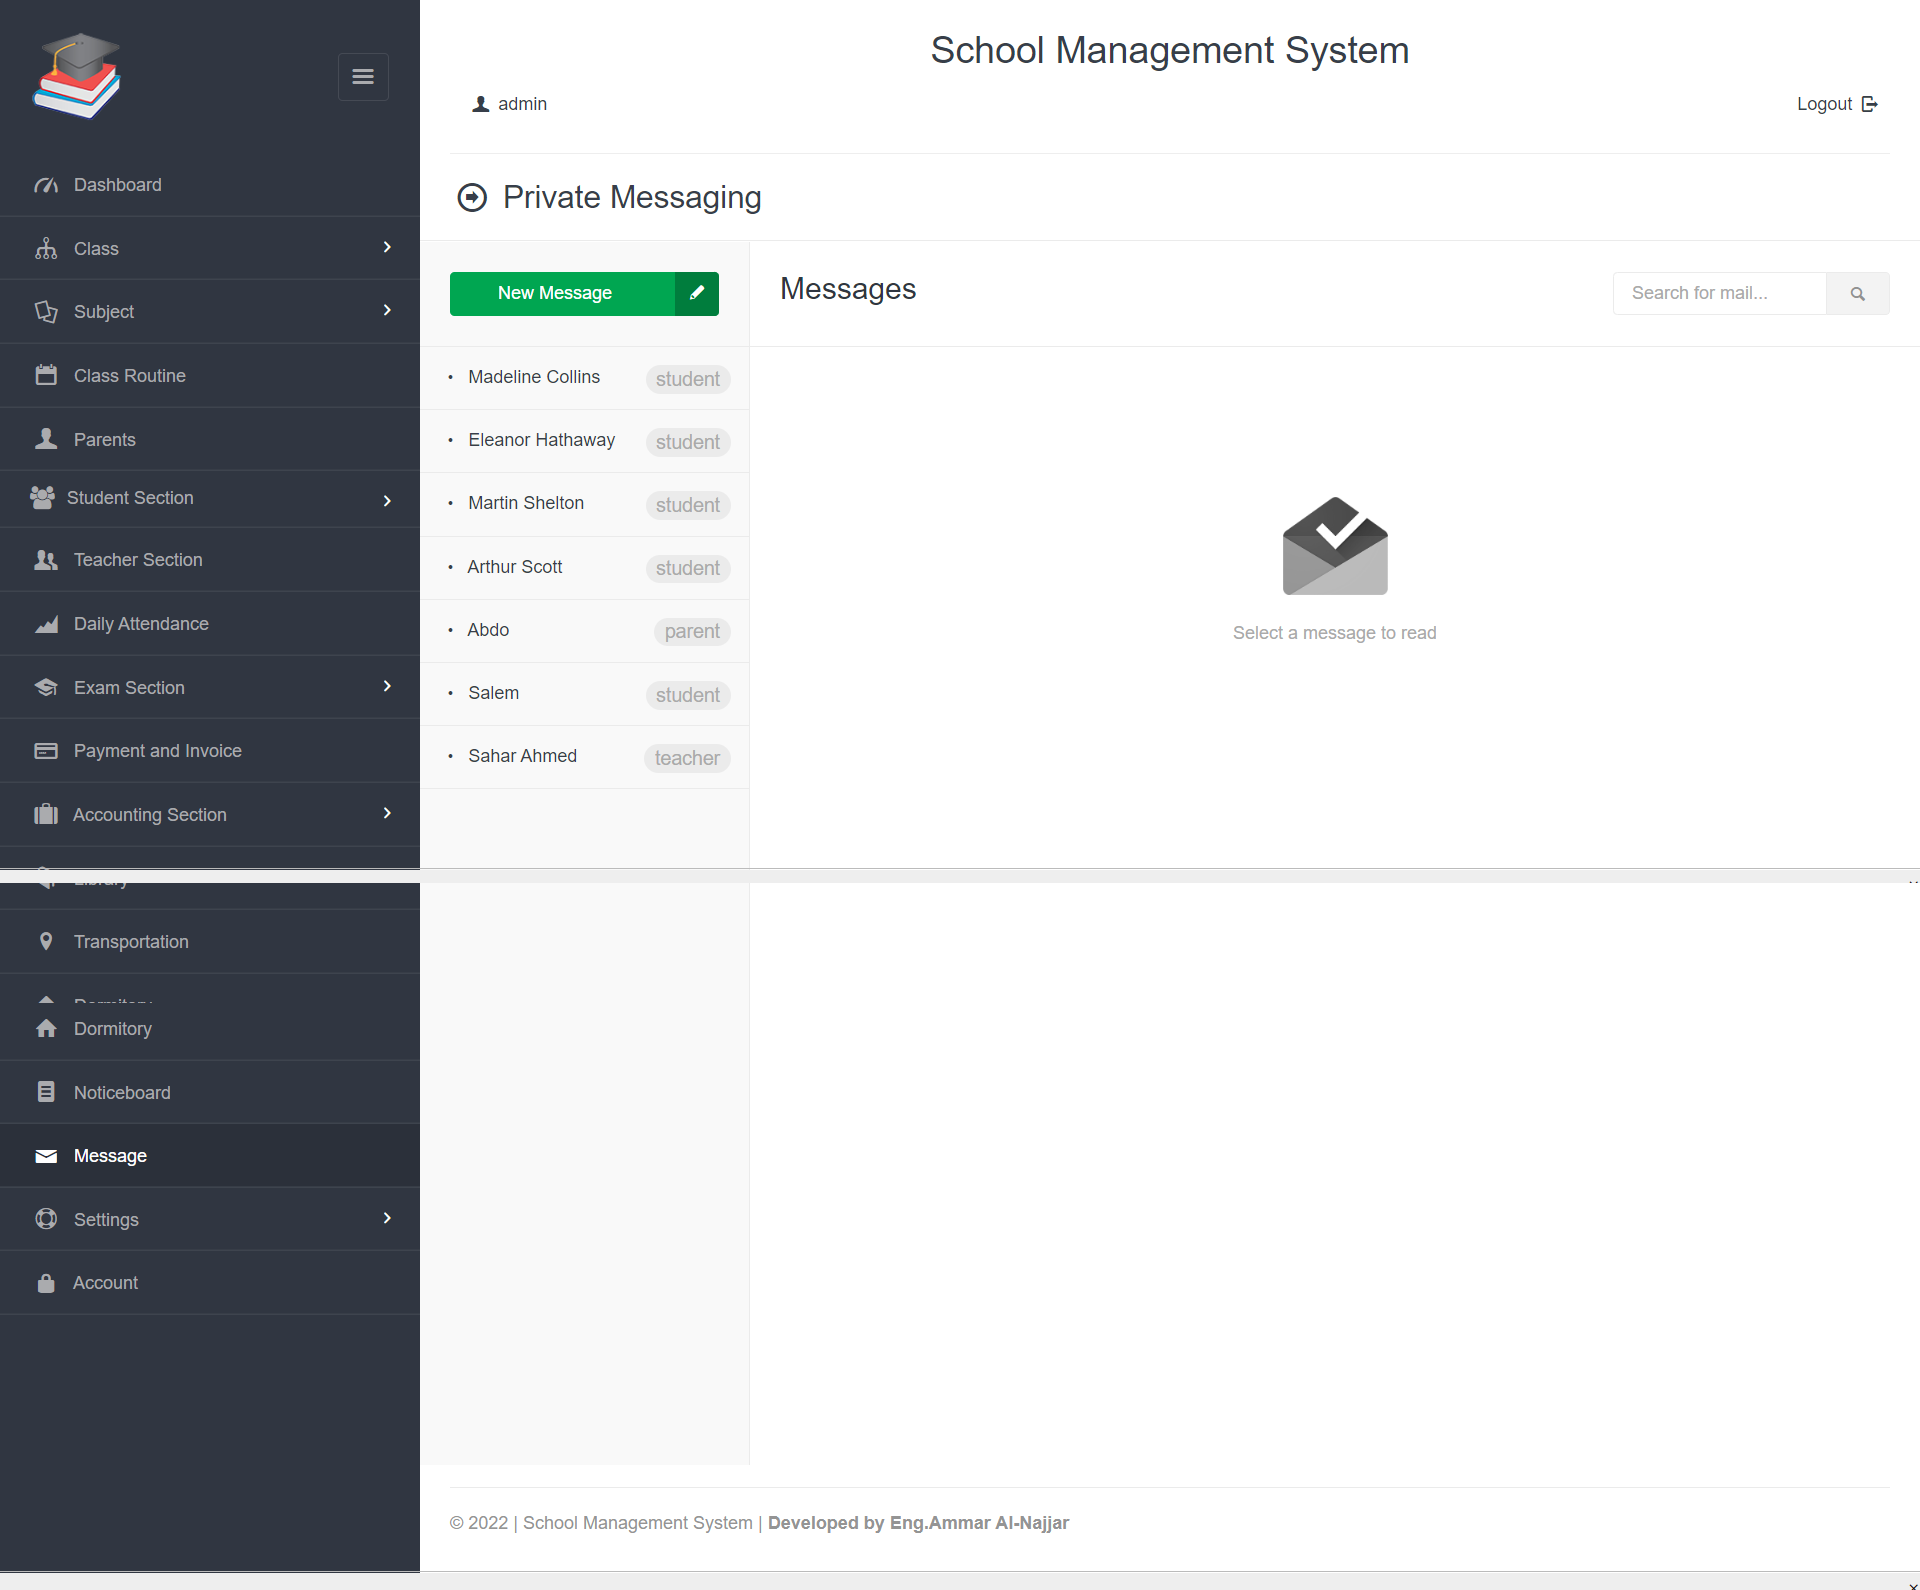 School Management System
admin
Logout
Dashboard
Class
Subject
Class Routine
Parents
Student Section
Teacher Section
Daily Attendance
Exam Section
Payment and Invoice
Accounting Section
Library
Transportation
Dormitory
Dormitory
Noticeboard
Message
Settings
Account
Private Messaging
New Message
Madeline Collins student
Eleanor Hathaway student
Martin Shelton student
Arthur Scott student
Abdo parent
Salem student
Sahar Ahmed teacher
Messages
Search for mail...
Select a message to read
© 2022 | School Management System | Developed by Eng.Ammar Al-Najjar